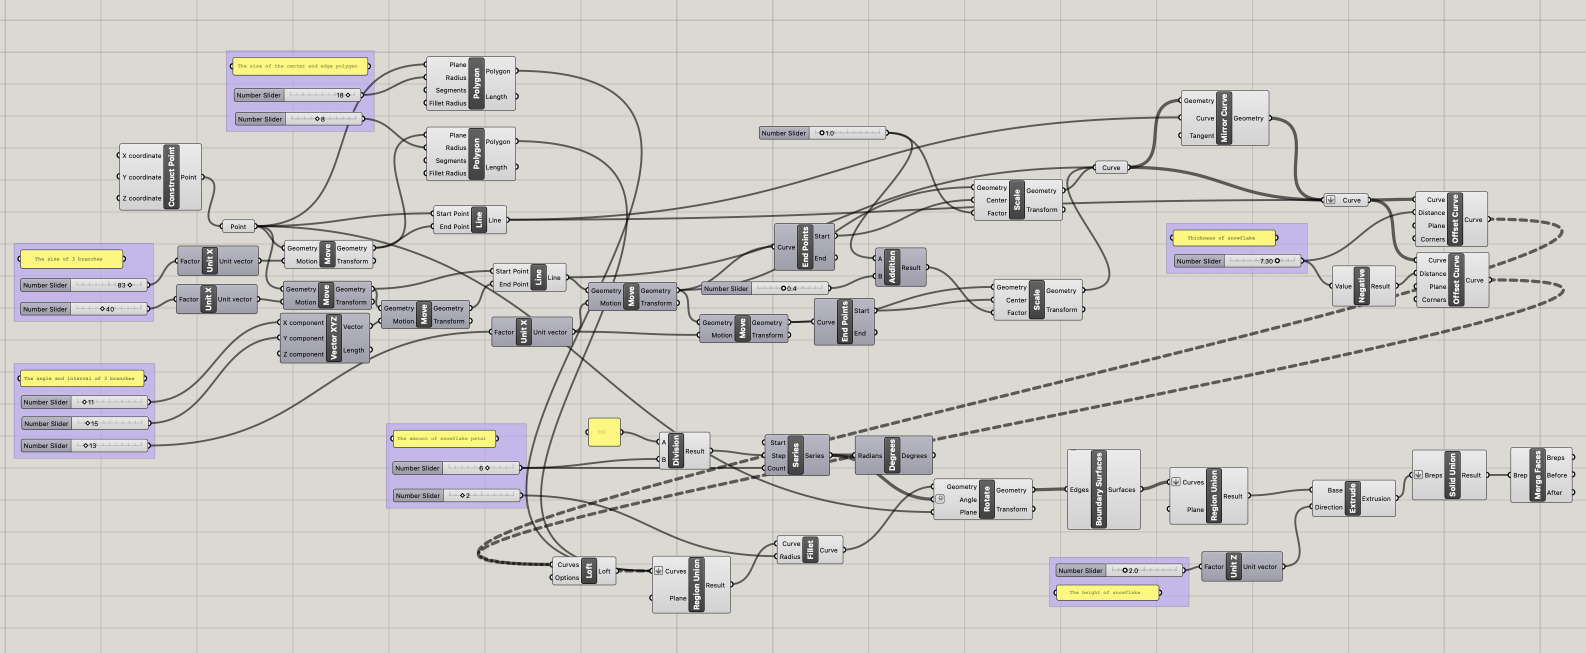 The size of the center and edge polygon
Number Slider 18
Number Slider 8
Plane
Radius
Segments
Fillet Radius
Polygon
Polygon
Length
Plane
Radius
Segments
Fillet Radius
Polygon
Polygon
Length
X coordinate
Y coordinate
Z coordinate
Construct Point
Point
Point
Start Point
End Point
Line
Line
The size of 3 branches
Number Slider 83
Number Slider 40
Factor
Unit X
Unit vector
Factor
Unit X
Unit vector
Geometry
Motion
Move
Geometry
Transform
Geometry
Motion
Move
Geometry
Transform
X component
Y component
Z component
Vector XYZ
Vector
Length
Geometry
Motion
Move
Geometry
Transform
Start Point
End Point
Line
Line
Factor
Unit X
Unit vector
The angle and interval of 3 branches
Number Slider 11
Number Slider 15
Number Slider 13
Geometry
Motion
Move
Geometry
Transform
Number Slider 0.4
Geometry
Motion
Move
Geometry
Transform
Number Slider 1.0
Curve
End Points
Start
End
Curve
End Points
Start
End
A
B
Addition
Result
Geometry
Center
Factor
Scale
Geometry
Transform
Geometry
Center
Factor
Scale
Geometry
Transform
Curve
Geometry
Curve
Tangent
Mirror Curve
Geometry
Curve
Thickness of snowflake
Number Slider 7.30
Value
Negative
Result
Curve
Distance
Plane
Corners
Offset Curve
Curve
Curve
Distance
Plane
Corners
Offset Curve
Curve
The amount of snowflake petal
Number Slider 6
Number Slider 2
A
B
Division
Result
Start
Step
Count
Series
Series
Radians
Degrees
Degrees
Geometry
Angle
Plane
Rotate
Geometry
Transform
Edges
Boundary Surfaces
Surfaces
Curves
Plane
Region Union
Result
Base
Direction
Extrude
Extrusion
Breps
Solid Union
Result
Brep
Merge Faces
Breps
Before
After
Curves
Options
Loft
Loft
Curves
Plane
Region Union
Result
Curve
Radius
Fillet
Curve
Number Slider 2.0
The height of snowflake
Factor
Unit Z
Unit vector